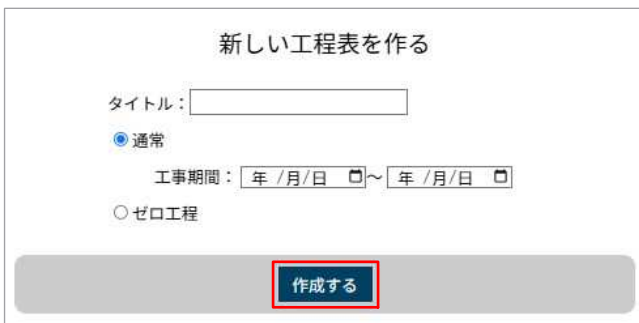 新しい工程表を作る
タイトル：
通常
工事期間： 年 /月/日 ～ 年 /月/日
ゼロ工程
作成する